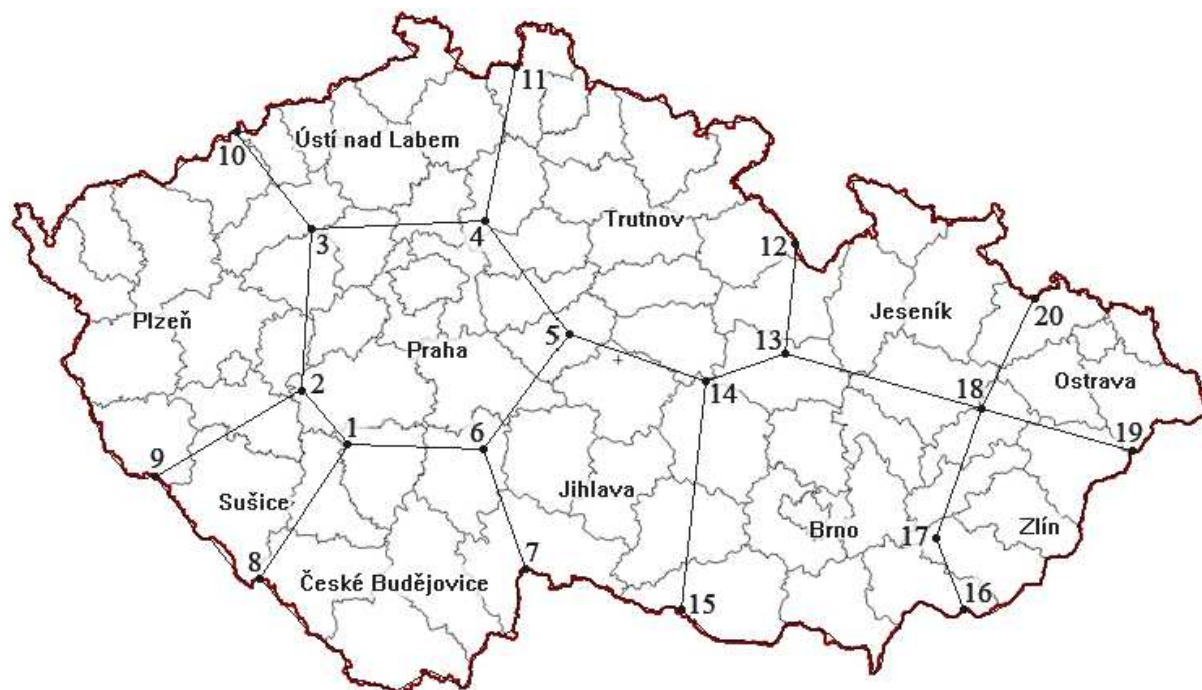 11
10
Ústí nad Labem
Trutnov
3
4
12
20
Jeseník
Plzeň
5
13
Praha
Ostrava
2
14
18
1
6
19
9
Jihlava
Sušice
Brno
17
Zlín
8
České Budějovice
7
15
16